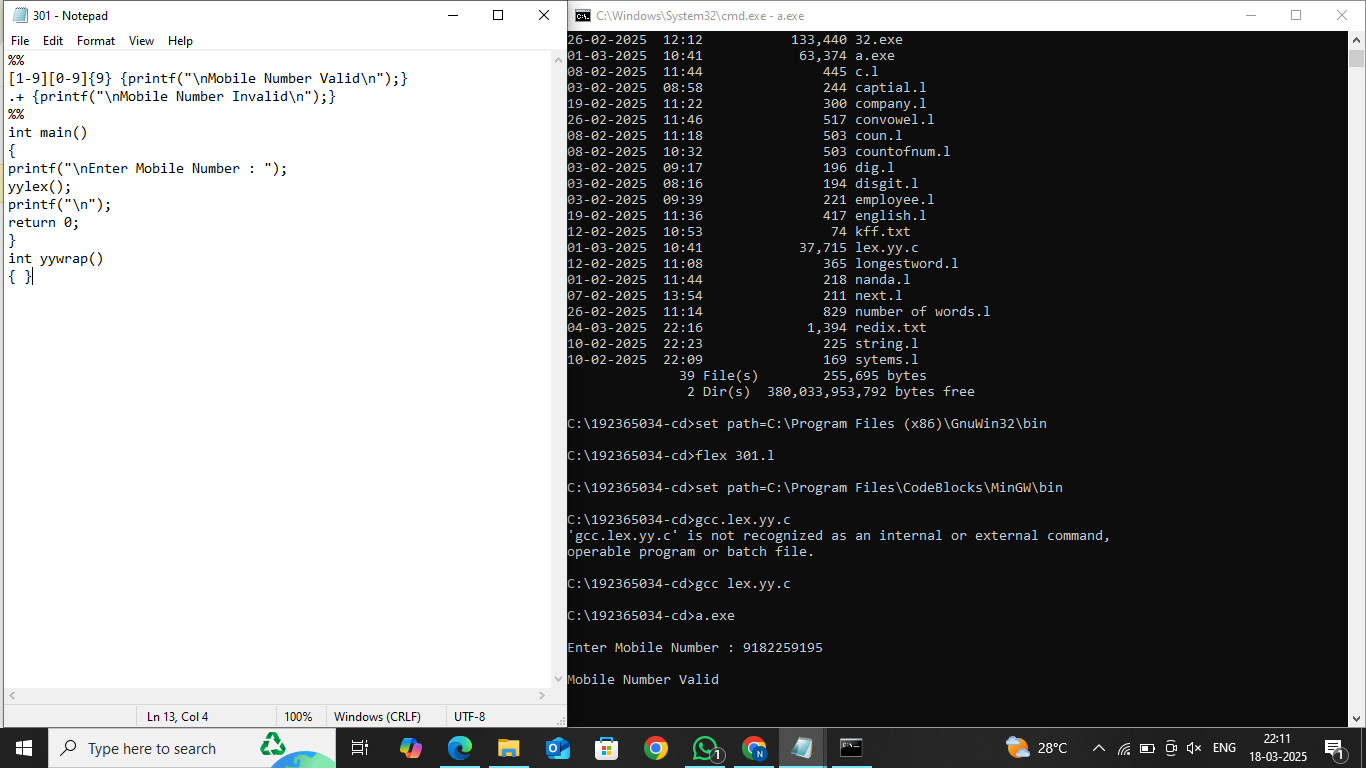 301 - Notepad
File Edit Format View Help
%%
[1-9][0-9]{9} {printf("\nMobile Number Valid\n");}
.+ {printf("\nMobile Number Invalid\n");}
%%
int main()
{
printf("\nEnter Mobile Number : ");
yylex();
printf("\n");
return 0;
}
int yywrap()
{ }
Ln 13, Col 4 100% Windows (CRLF) UTF-8
C:\Windows\System32\cmd.exe - a.exe
26-02-2025 12:12 133,440 32.exe
01-03-2025 10:41 63,374 a.exe
08-02-2025 11:44 445 c.l
03-02-2025 08:58 244 captial.l
19-02-2025 11:22 300 company.l
26-02-2025 11:46 517 convowel.l
08-02-2025 11:18 503 coun.l
08-02-2025 10:32 503 countofnum.l
03-02-2025 09:17 196 dig.l
03-02-2025 08:16 194 disgit.l
03-02-2025 09:39 221 employee.l
19-02-2025 11:36 417 english.l
12-02-2025 10:53 74 kff.txt
01-03-2025 10:41 37,715 lex.yy.c
12-02-2025 11:08 365 longestword.l
01-02-2025 11:44 218 nanda.l
07-02-2025 13:54 211 next.l
26-02-2025 11:14 829 number of words.l
04-03-2025 22:16 1,394 redix.txt
10-02-2025 22:23 225 string.l
10-02-2025 22:09 169 sytems.l
39 File(s) 255,695 bytes
2 Dir(s) 380,033,953,792 bytes free
C:\192365034-cd>set path=C:\Program Files (x86)\GnuWin32\bin
C:\192365034-cd>flex 301.l
C:\192365034-cd>set path=C:\Program Files\CodeBlocks\MinGW\bin
C:\192365034-cd>gcc.lex.yy.c
'gcc.lex.yy.c' is not recognized as an internal or external command,
operable program or batch file.
C:\192365034-cd>gcc lex.yy.c
C:\192365034-cd>a.exe
Enter Mobile Number : 9182259195
Mobile Number Valid
Type here to search
1
N
28°C
ENG
22:11
18-03-2025
1